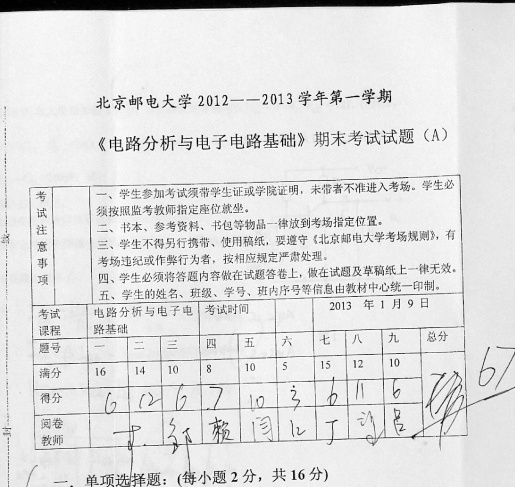 北京邮电大学2012——2013学年第一学期
《电路分析与电子电路基础》期末考试试题（A）
考试注意事项
一、学生参加考试须带学生证或学院证明，未带者不准进入考场。学生必
须按照监考教师指定座位就坐。
二、书本、参考资料、书包等物品一律放到考场指定位置。
三、学生不得另行携带、使用稿纸，要遵守《北京邮电大学考场规则》，有
考场违纪或作弊行为者，按相应规定严肃处理。
四、学生必须将答题内容做在试题答卷上，做在试题及草稿纸上一律无效。
五、学生的姓名、班级、学号、班内序号等信息由教材中心统一印制。
考试课程 电路分析与电子电路基础 考试时间 2013 年 1 月 9 日
题号 一 二 三 四 五 六 七 八 九 总分
满分 16 14 10 8 10 5 15 12 10
得分 6 12 6 7 10 3 6 11 6 67
阅卷教师
一、单项选择题：(每小题 2 分，共 16 分)